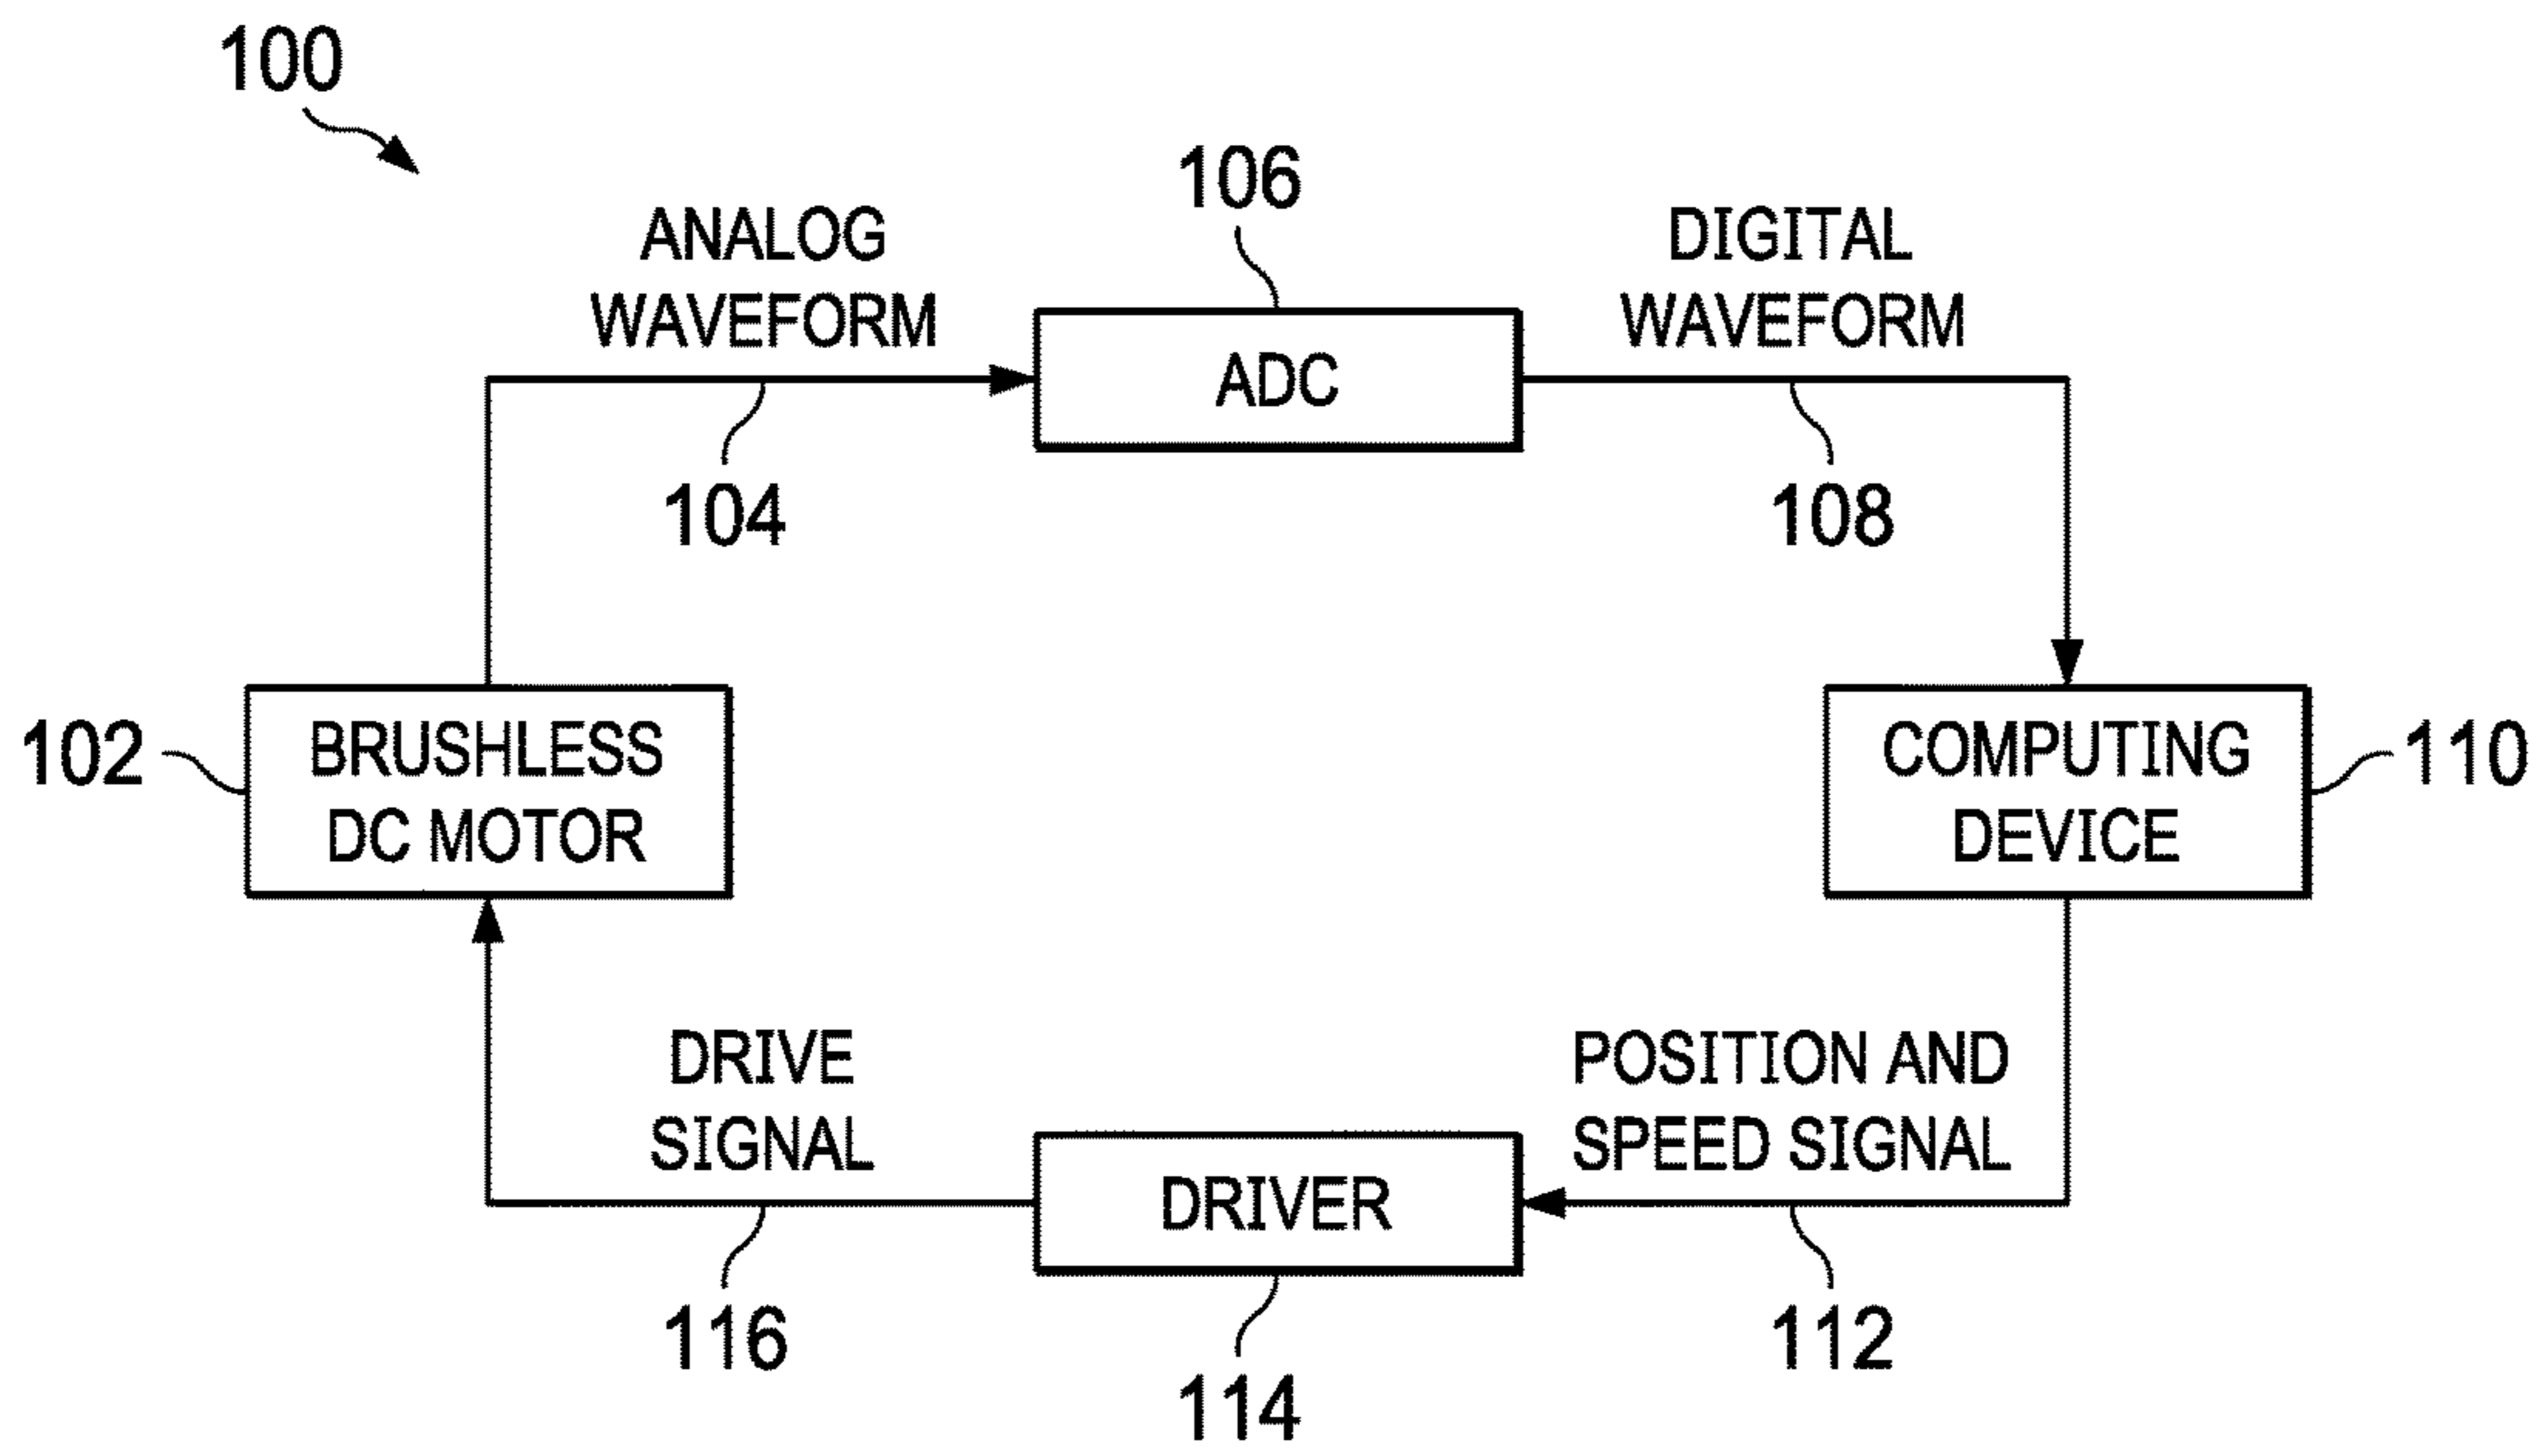 100
106
ANALOG
WAVEFORM
DIGITAL
WAVEFORM
ADC
104
108
102
BRUSHLESS
DC MOTOR
COMPUTING
DEVICE
110
DRIVE
SIGNAL
POSITION AND
SPEED SIGNAL
DRIVER
116
112
114